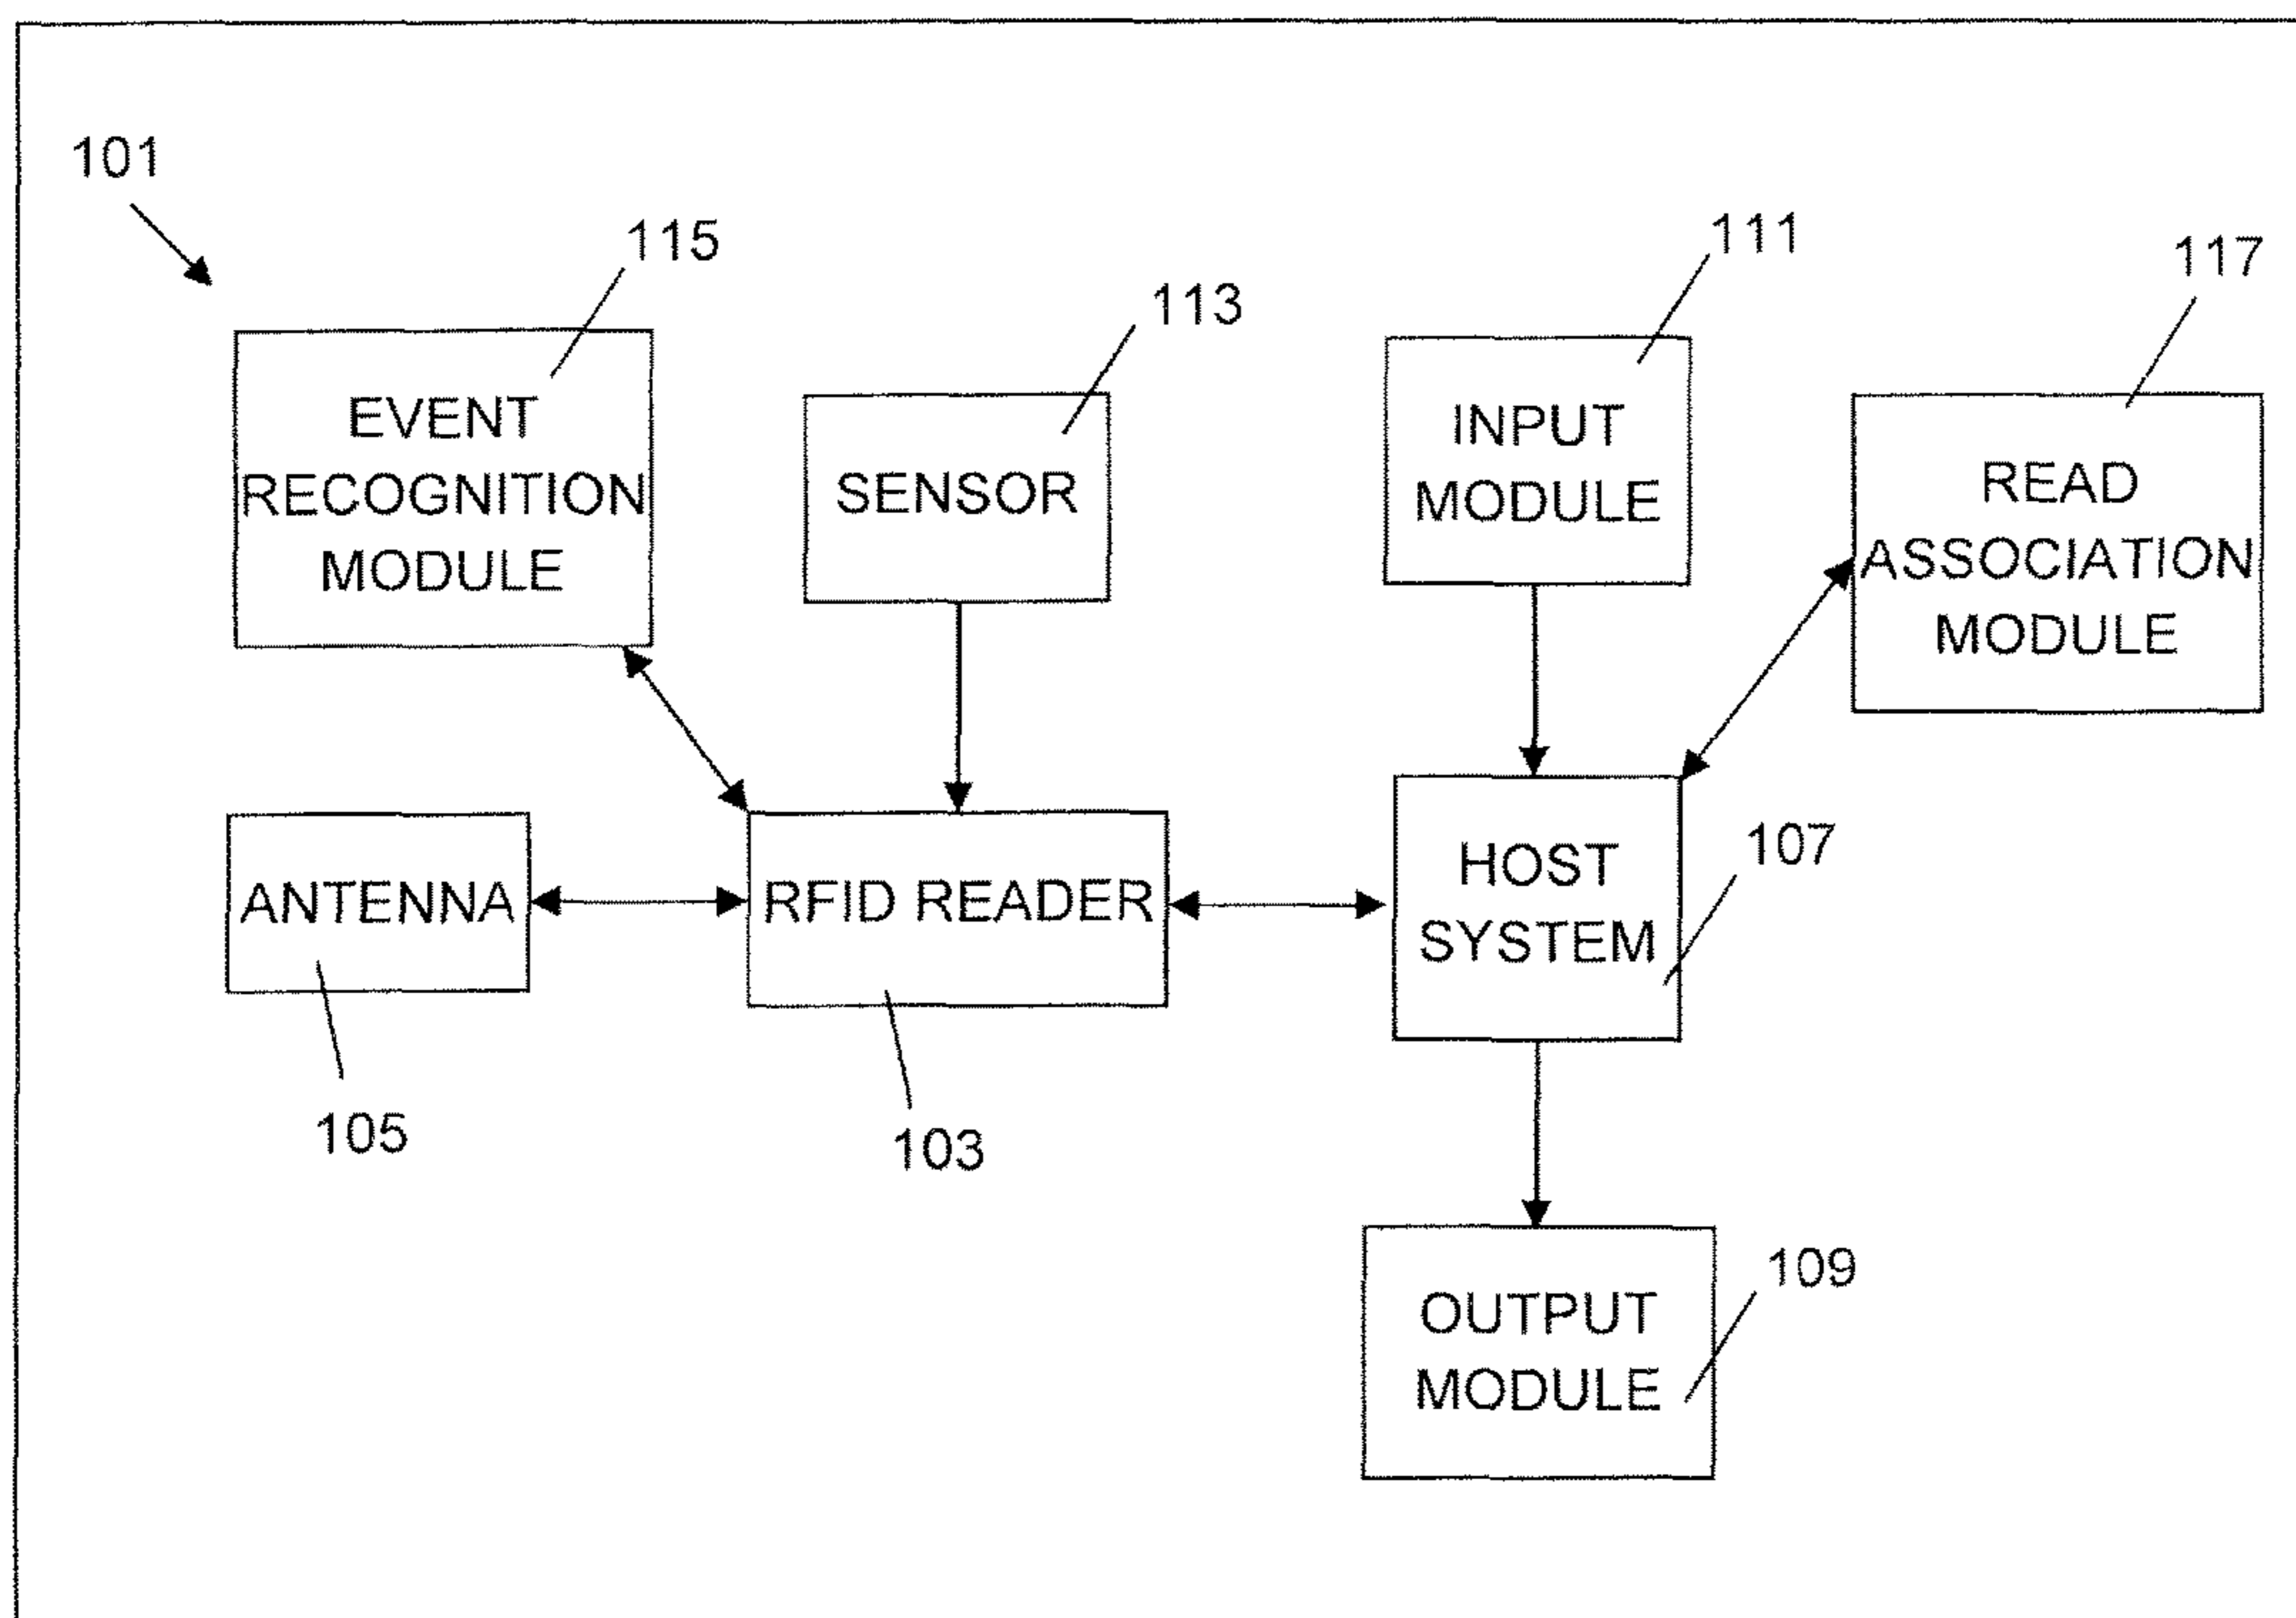 101
115
113
111
117
EVENT
RECOGNITION
MODULE
SENSOR
INPUT
MODULE
READ
ASSOCIATION
MODULE
ANTENNA
RFID READER
HOST
SYSTEM
107
105
103
OUTPUT
MODULE
109